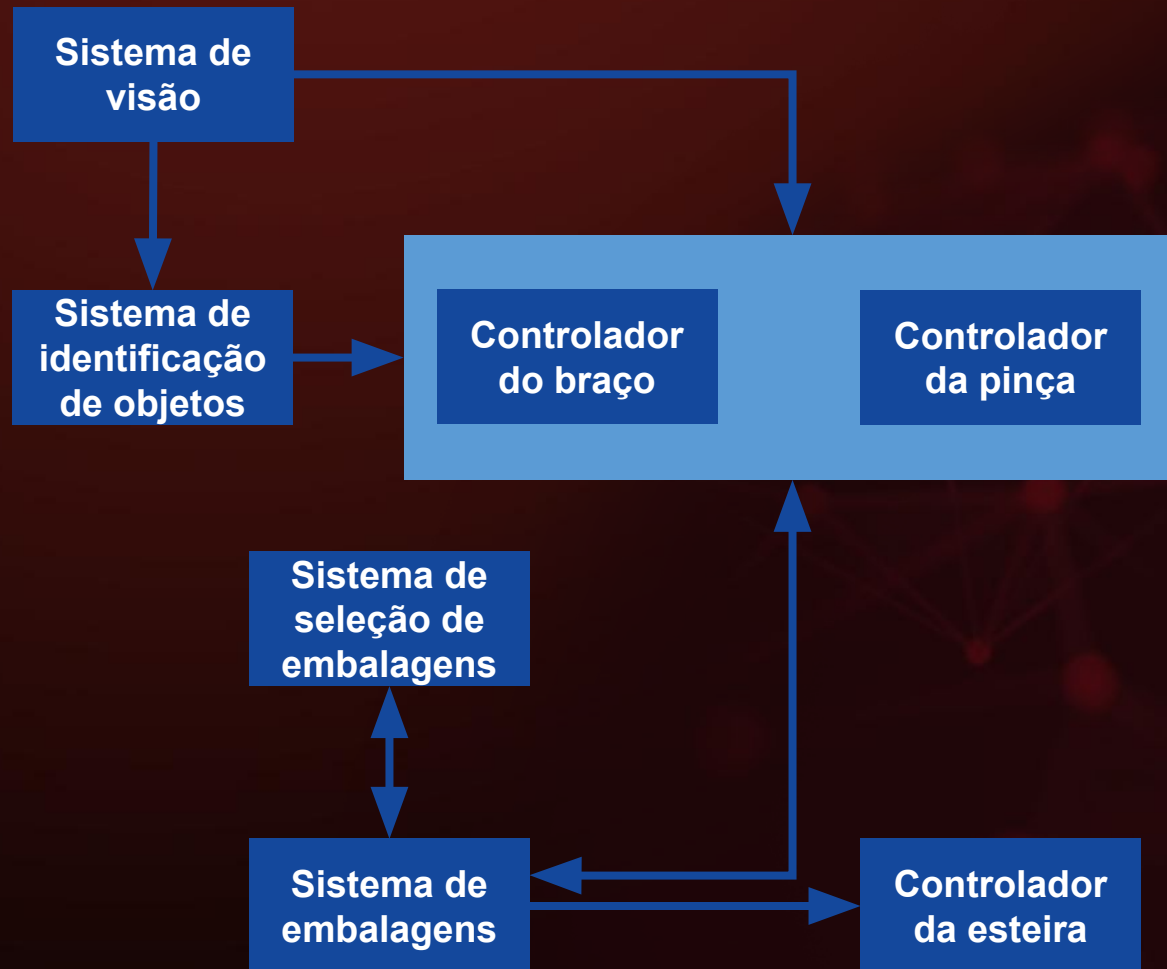 Sistema de
visão
Sistema de
identificação
de objetos
Controlador
do braço
Controlador
da pinça
Sistema de
seleção de
embalagens
Sistema de
embalagens
Controlador
da esteira